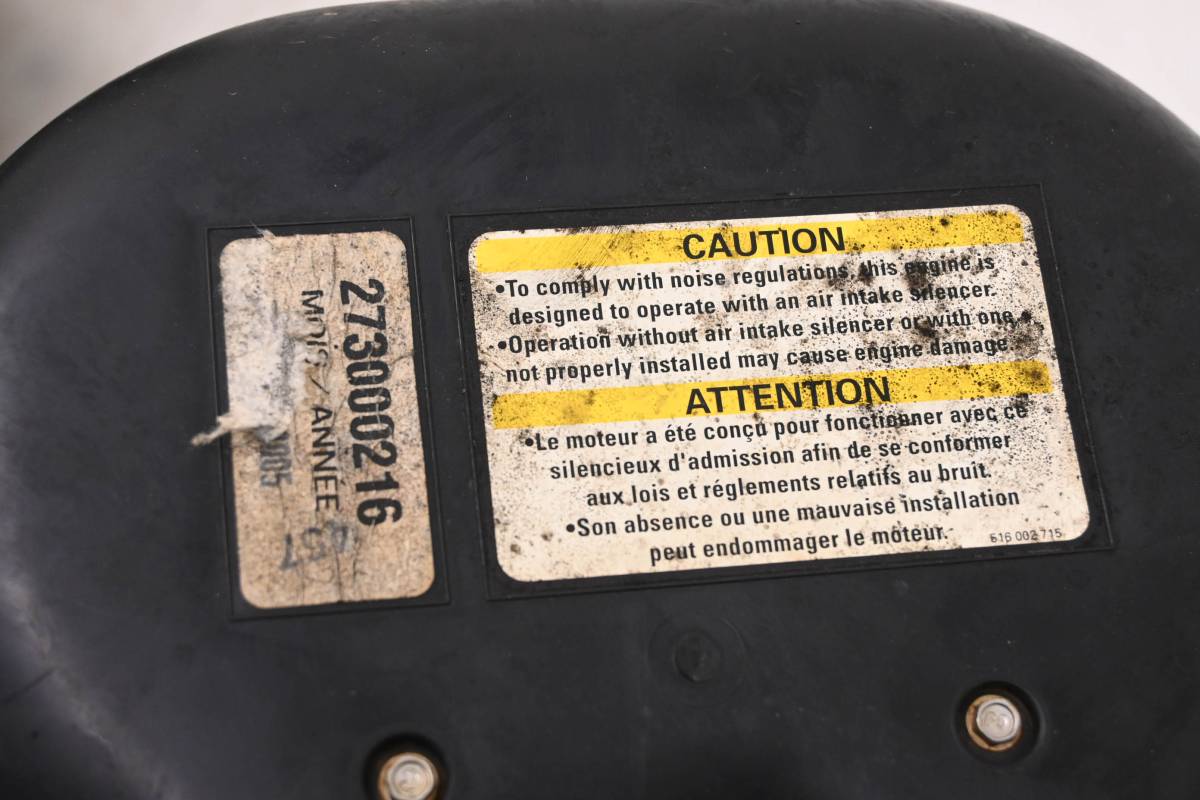 273000216
MOIS / ANNÉE
CAUTION
•To comply with noise regulations, this engine is
designed to operate with an air intake silencer.
•Operation without air intake silencer or with one
not properly installed may cause engine damage.
ATTENTION
•Le moteur a été conçu pour fonctionner avec ce
silencieux d'admission afin de se conformer
aux lois et réglements relatifs au bruit.
•Son absence ou une mauvaise installation
peut endommager le moteur.
516 002 715